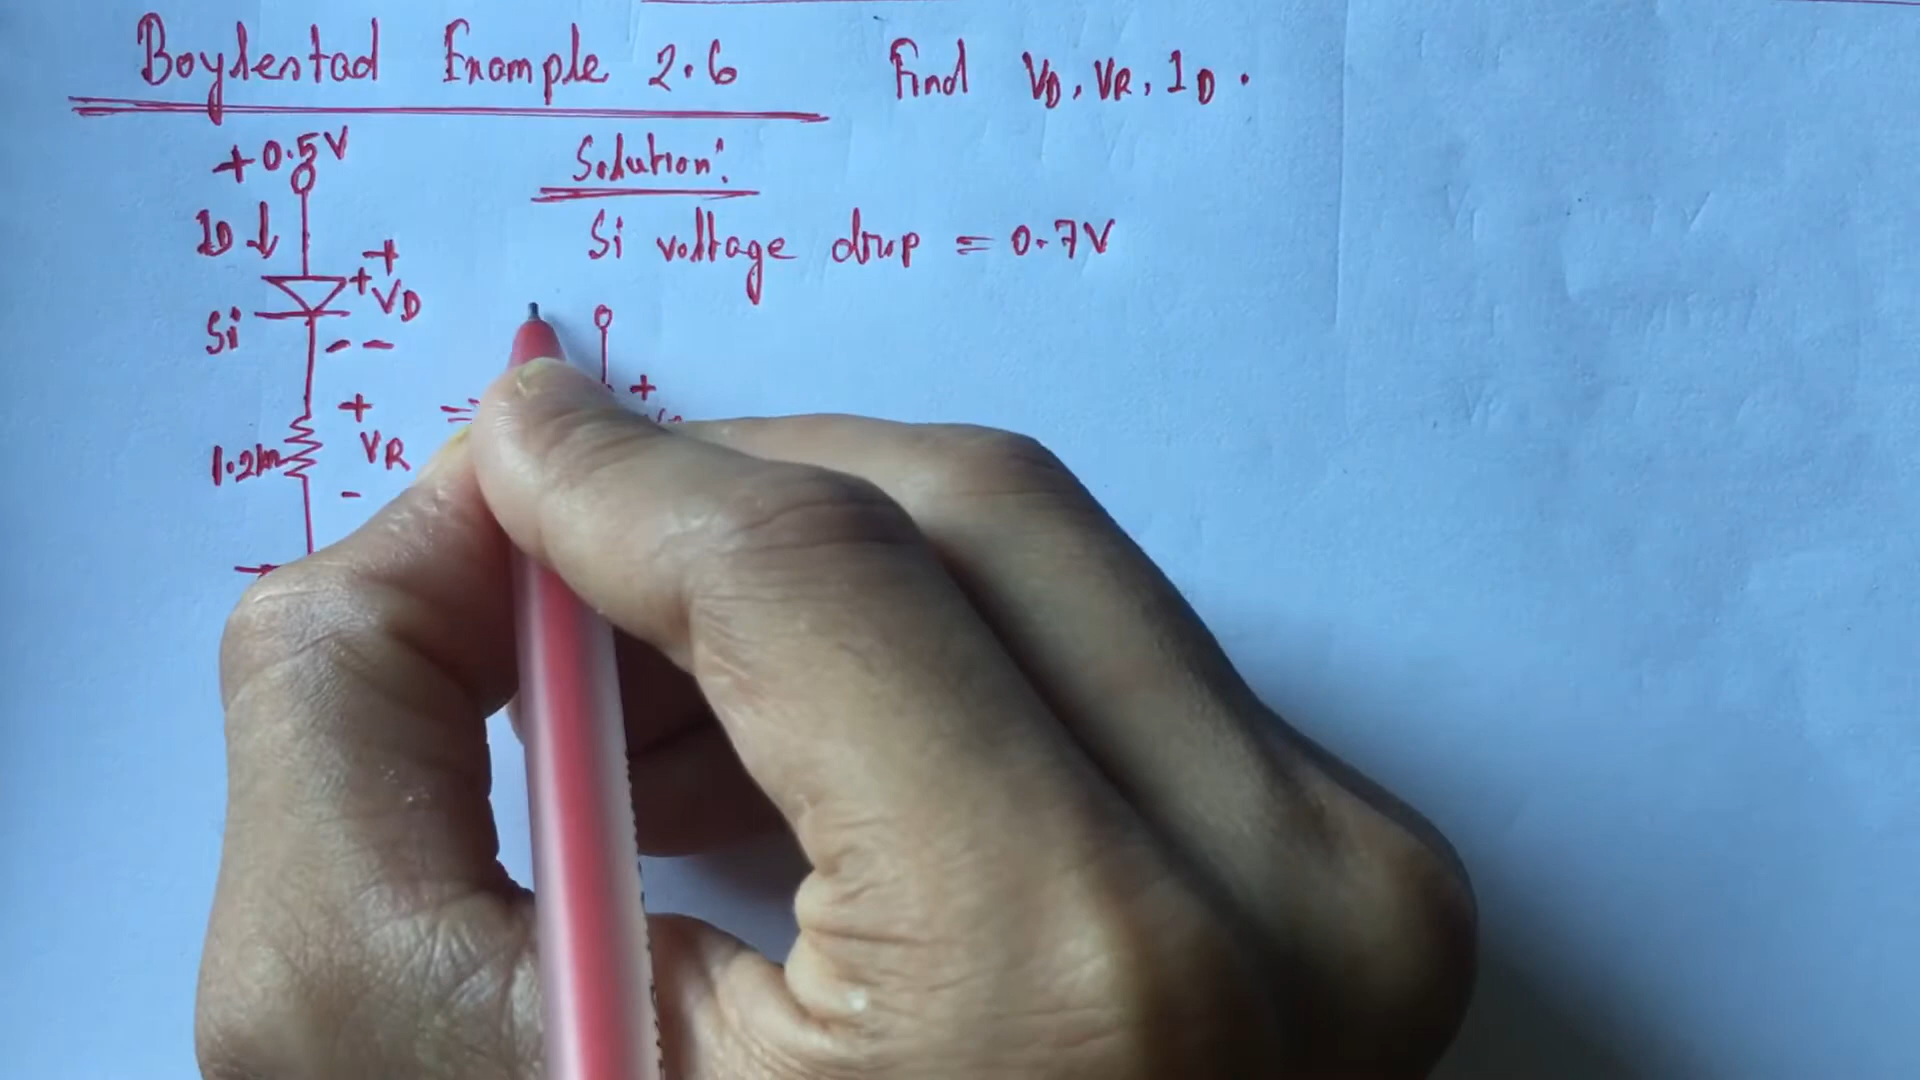 Boylestad Example 2.6 Find VD, VR, ID.
+0.5V
Solution:
ID ↓
Si voltage drop = 0.7V
+
+
VD
Si
- -
+
+
=
1.2k
VR
-